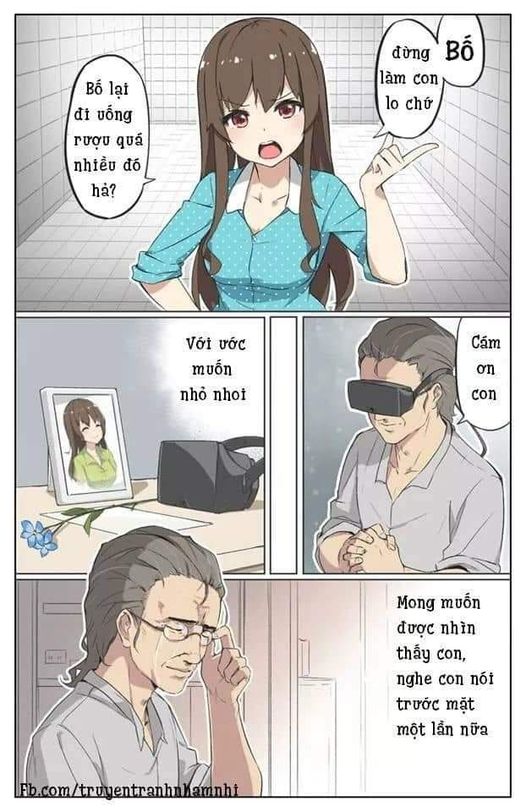 Bố
đừng
làm con
lo chứ
Bố lại
đi uống
rượu quá
nhiều đó
hả?
Với ước
muốn
nhỏ nhoi
Cám
ơn
con
Mong muốn
được nhìn
thấy con,
nghe con nói
trước mặt
một lần nữa
Fb.com/truyentranhnhamnhi